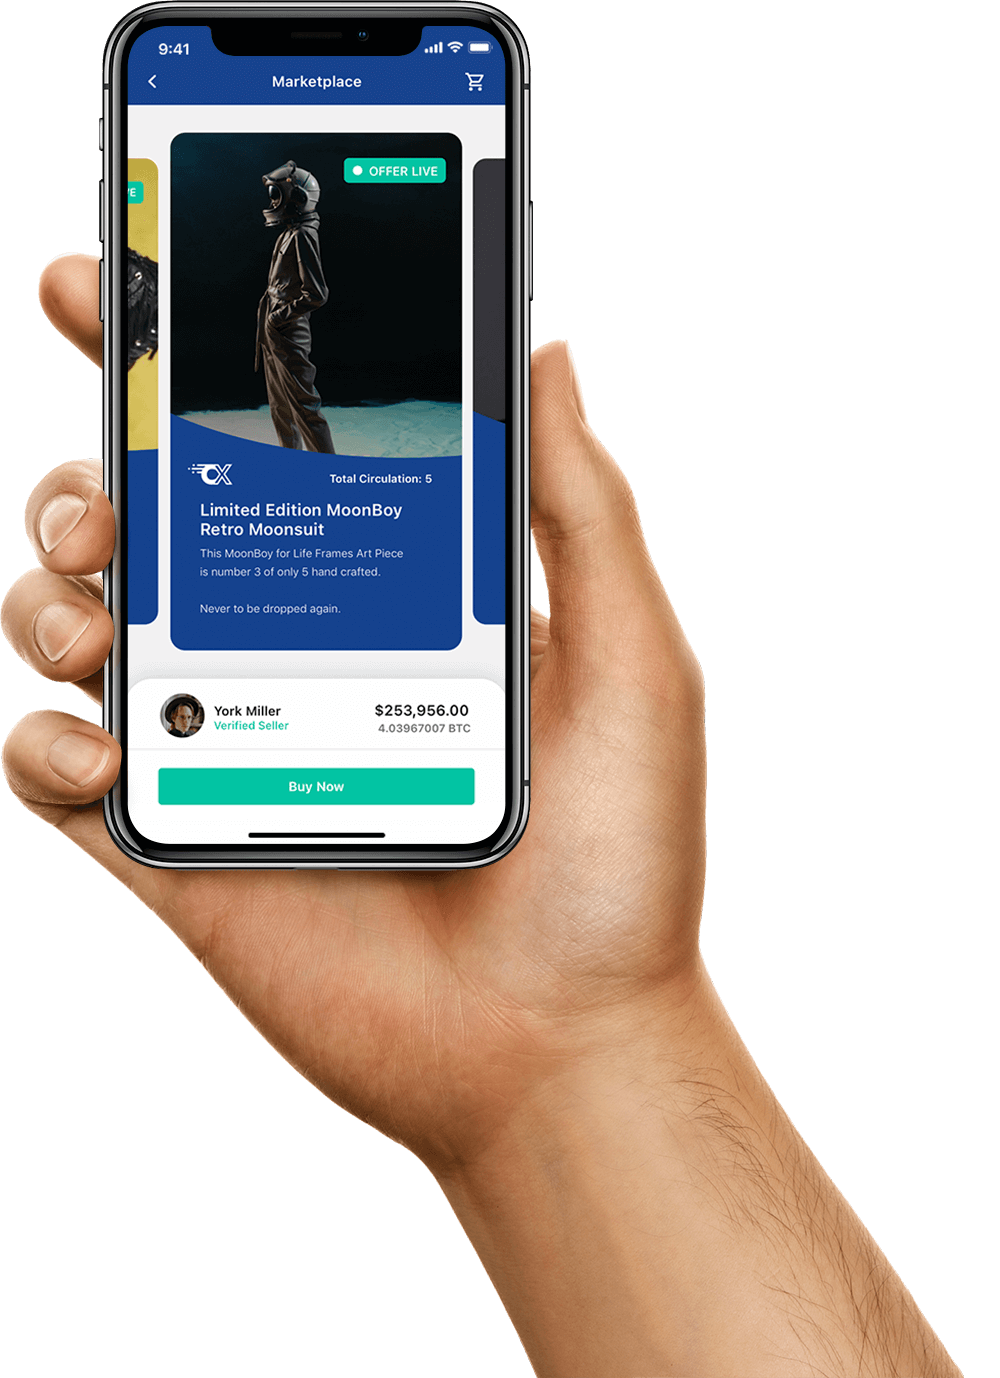 9:41
Marketplace
OFFER LIVE
VE
CX
Total Circulation: 5
Limited Edition MoonBoy
Retro Moonsuit
This MoonBoy for Life Frames Art Piece
is number 3 of only 5 hand crafted.
Never to be dropped again.
York Miller
$253,956.00
Verified Seller
4.03967007 BTC
Buy Now